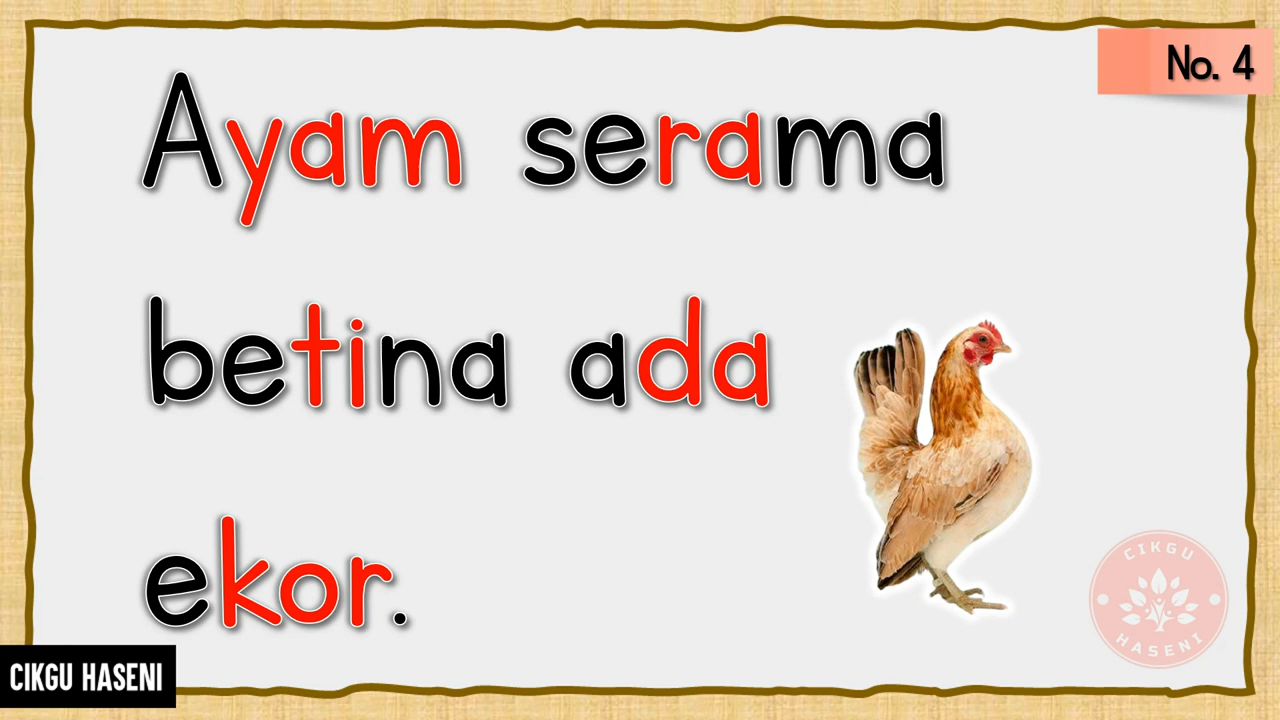 No. 4
Ayam serama
betina ada
ekor.
CIKGU
HASENI
CIKGU HASENI